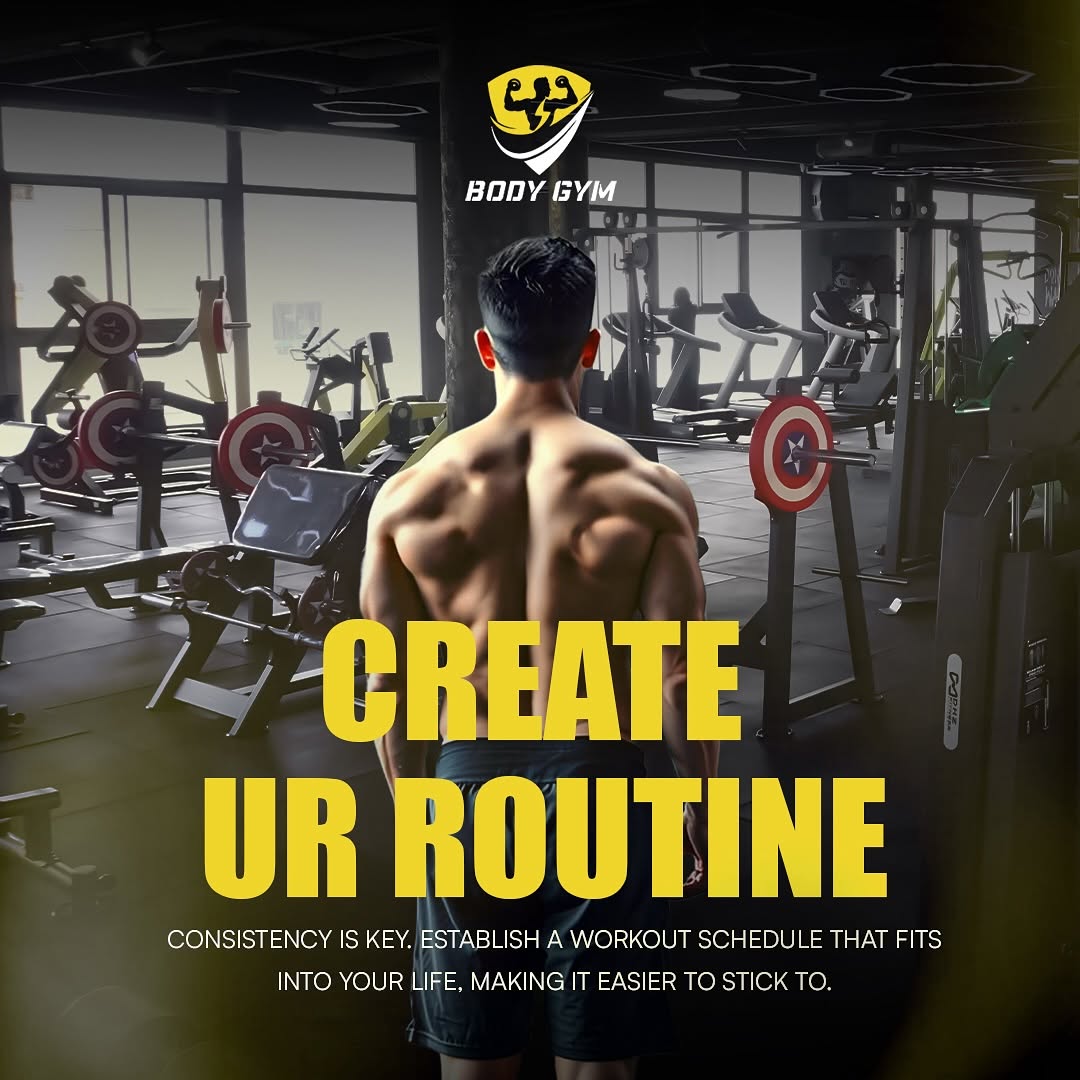 BODY GYM
CREATE
UR ROUTINE
CONSISTENCY IS KEY. ESTABLISH A WORKOUT SCHEDULE THAT FITS
INTO YOUR LIFE, MAKING IT EASIER TO STICK TO.